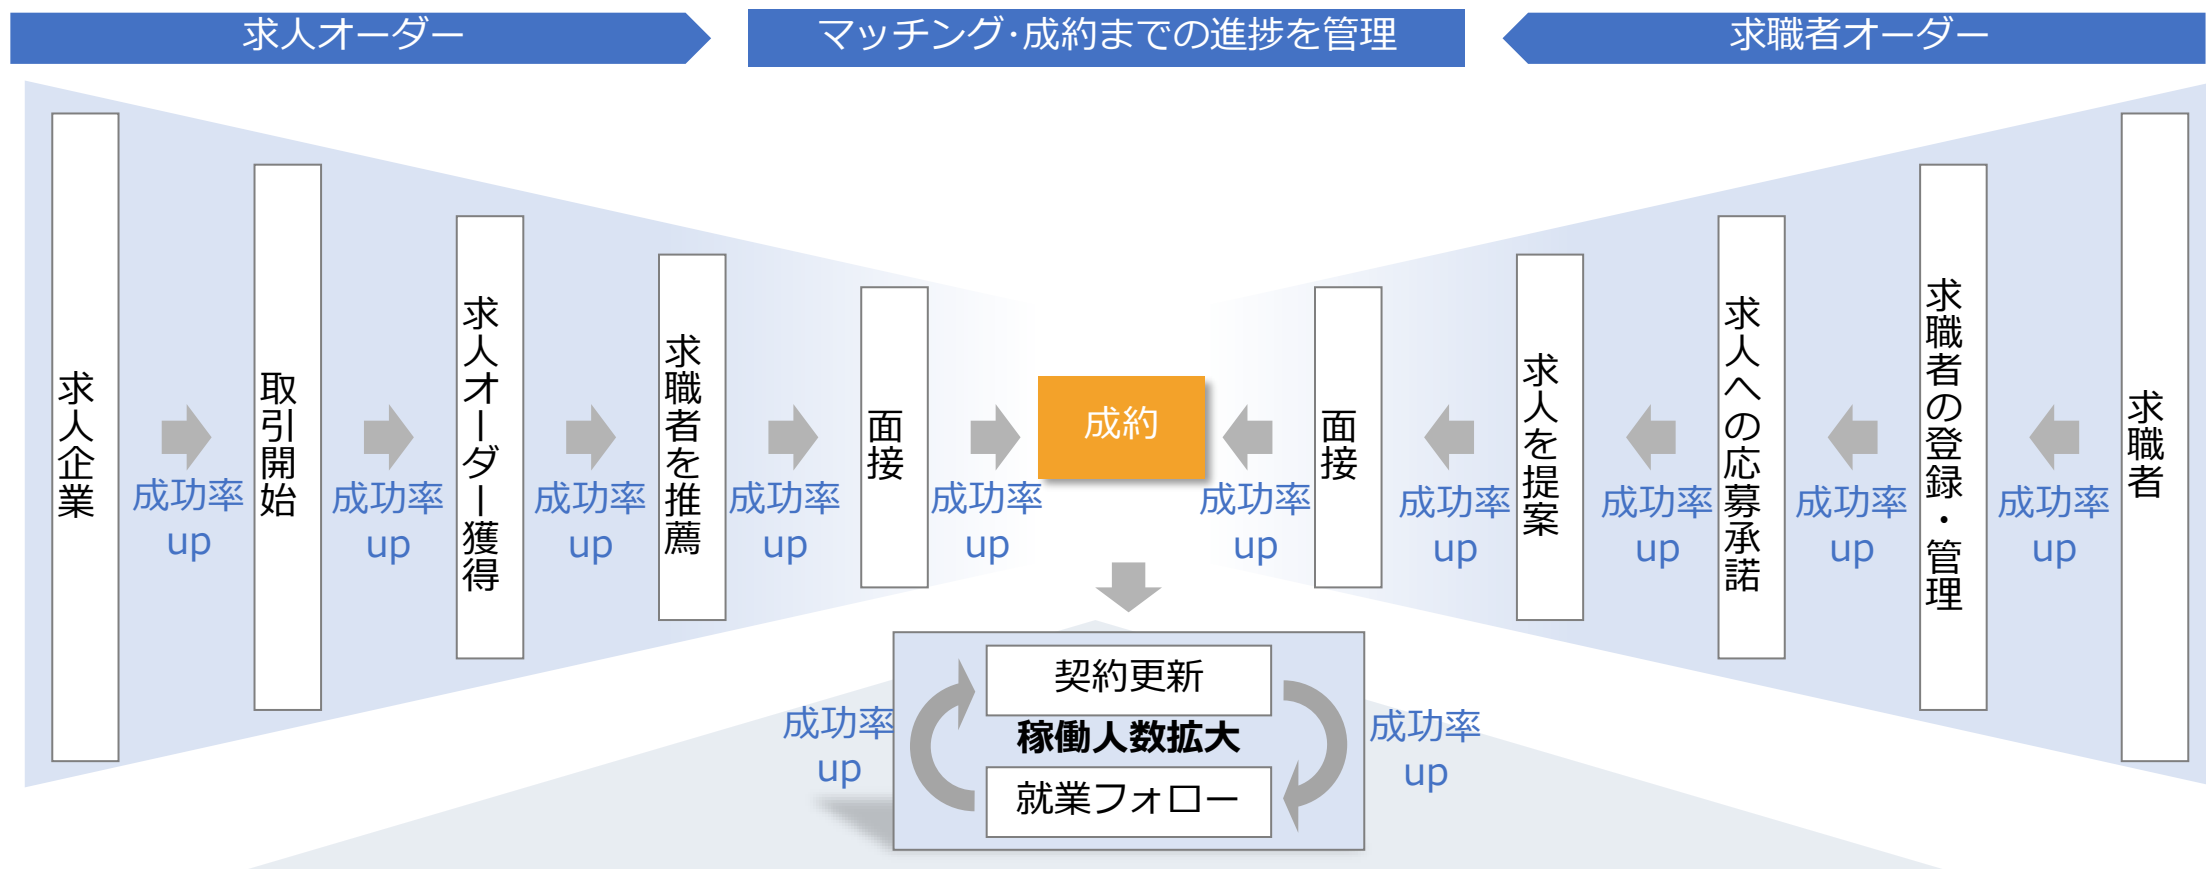 求人オーダー
マッチング・成約までの進捗を管理
求職者オーダー
求人企業
成功率
up
取引開始
成功率
up
求人オーダー獲得
成功率
up
求職者を推薦
成功率
up
面接
成功率
up
成約
成功率
up
面接
成功率
up
求人を提案
成功率
up
求人への応募承諾
成功率
up
求職者の登録・管理
成功率
up
求職者
成功率
up
契約更新
稼働人数拡大
就業フォロー
成功率
up